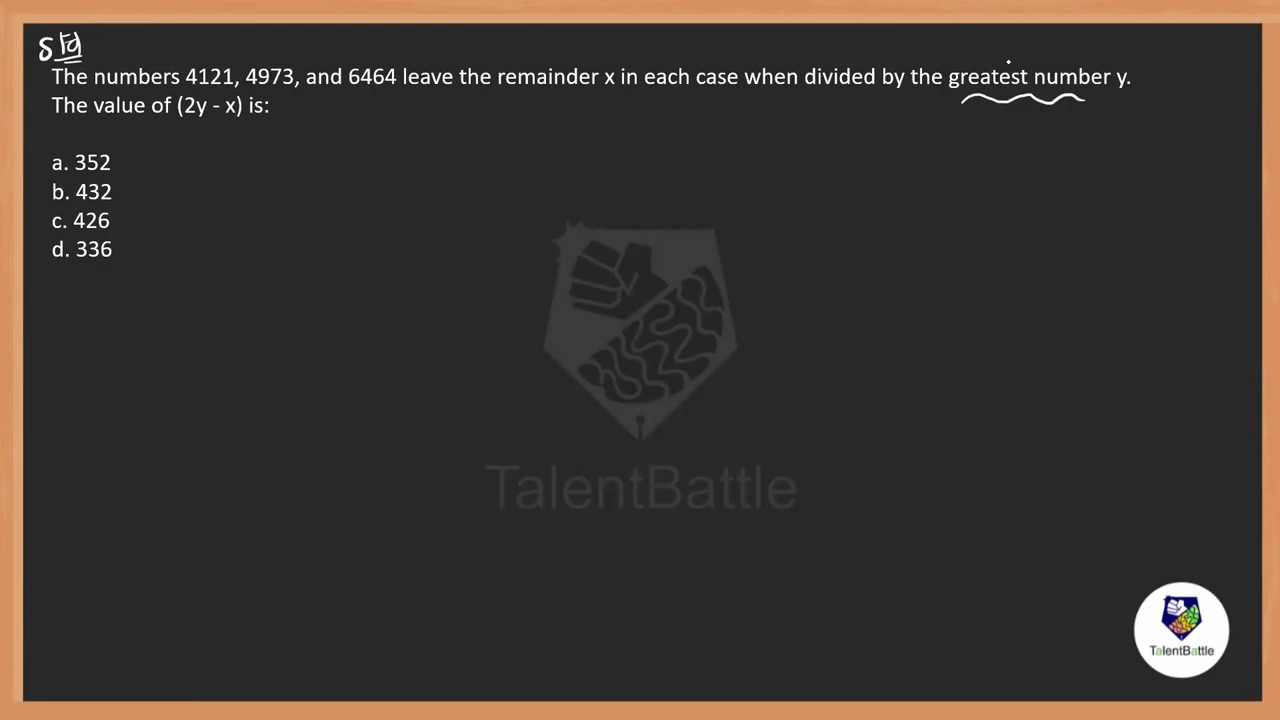 The numbers 4121, 4973, and 6464 leave the remainder x in each case when divided by the greatest number y.
The value of (2y - x) is:
a. 352
b. 432
c. 426
d. 336
TalentBattle
TalentBattle